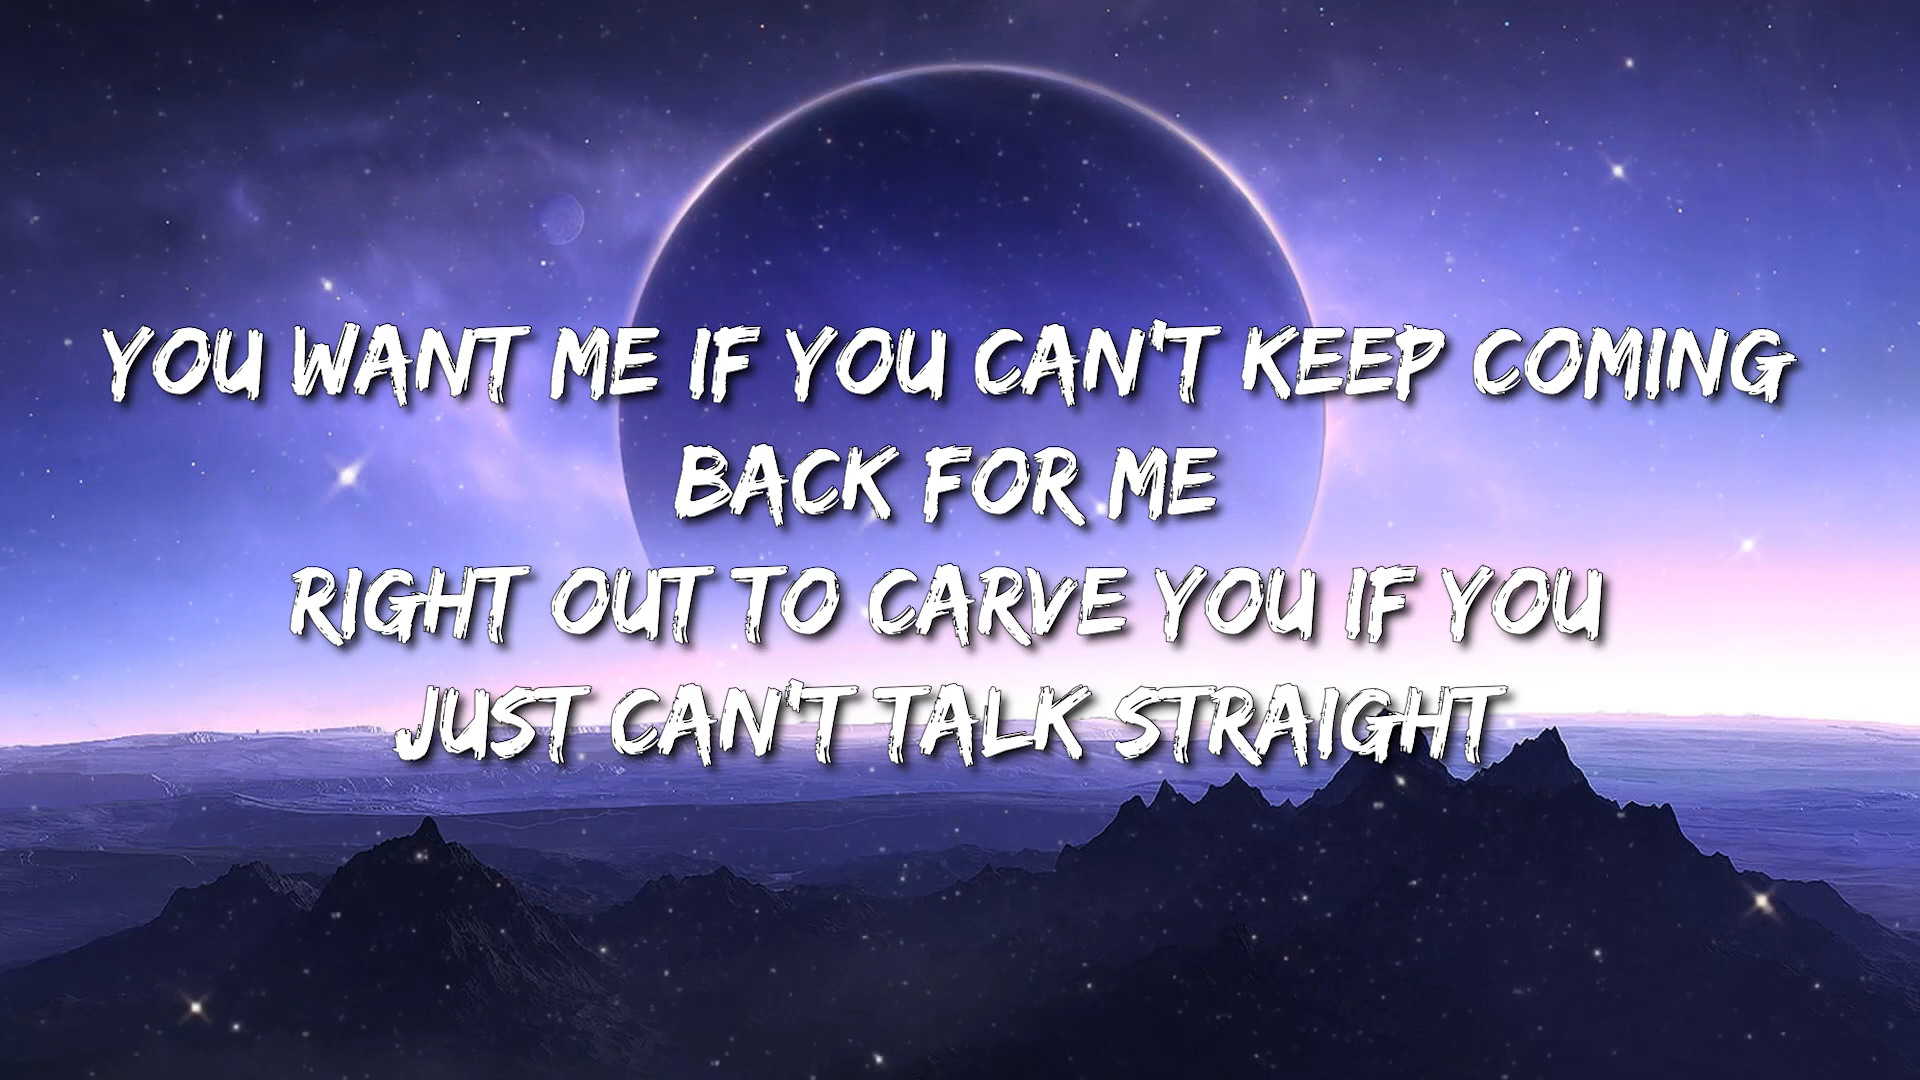 YOU WANT ME IF YOU CAN'T KEEP COMING
BACK FOR ME
RIGHT OUT TO CARVE YOU IF YOU
JUST CAN'T TALK STRAIGHT